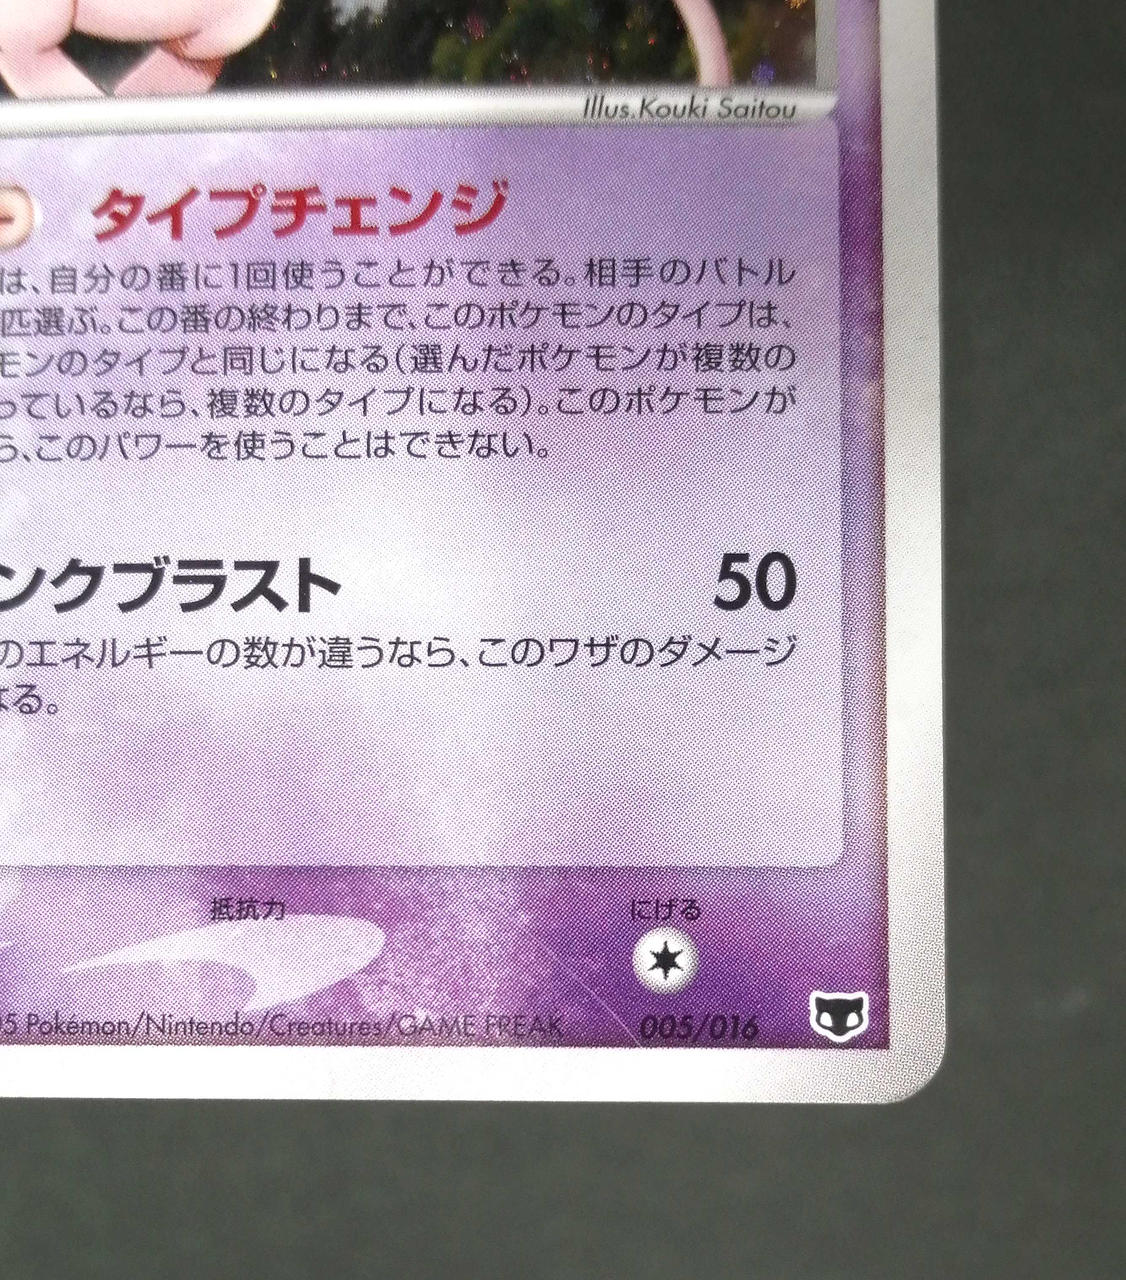 Illus.Kouki Saitou
タイプチェンジ
は、自分の番に1回使うことができる。相手のバトル
匹選ぶ。この番の終わりまで、このポケモンのタイプは、
モンのタイプと同じになる(選んだポケモンが複数の
っているなら、複数のタイプになる)。このポケモンが
ら、このパワーを使うことはできない。
ンクブラスト 50
のエネルギーの数が違うなら、このワザのダメージ
なる。
抵抗力 にげる
5 Pokémon/Nintendo/Creatures/GAME FREAK 005/016